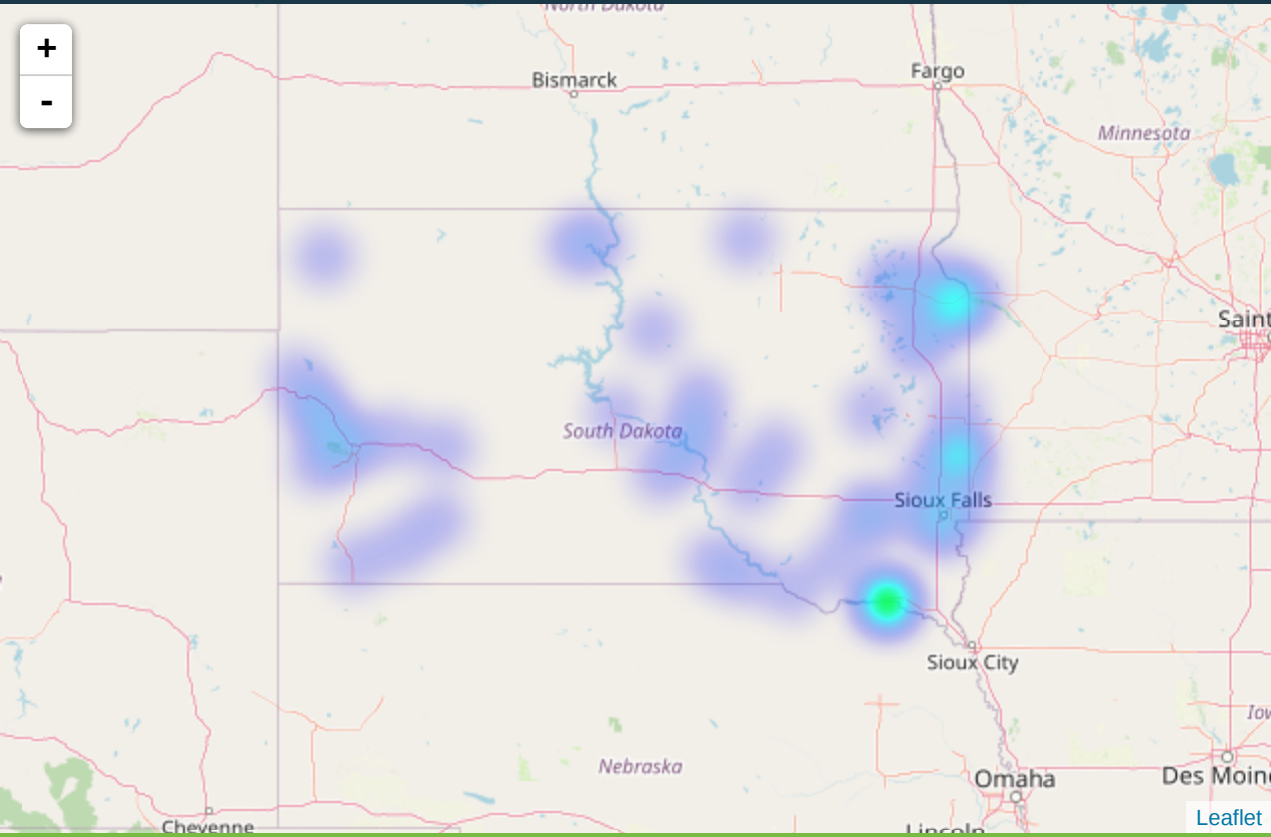 North Dakota
+
-
Bismarck
Fargo
Minnesota
Saint
South Dakota
Sioux Falls
Sioux City
Iow
Nebraska
Omaha
Des Moine
Cheyenne
Lincoln
Leaflet